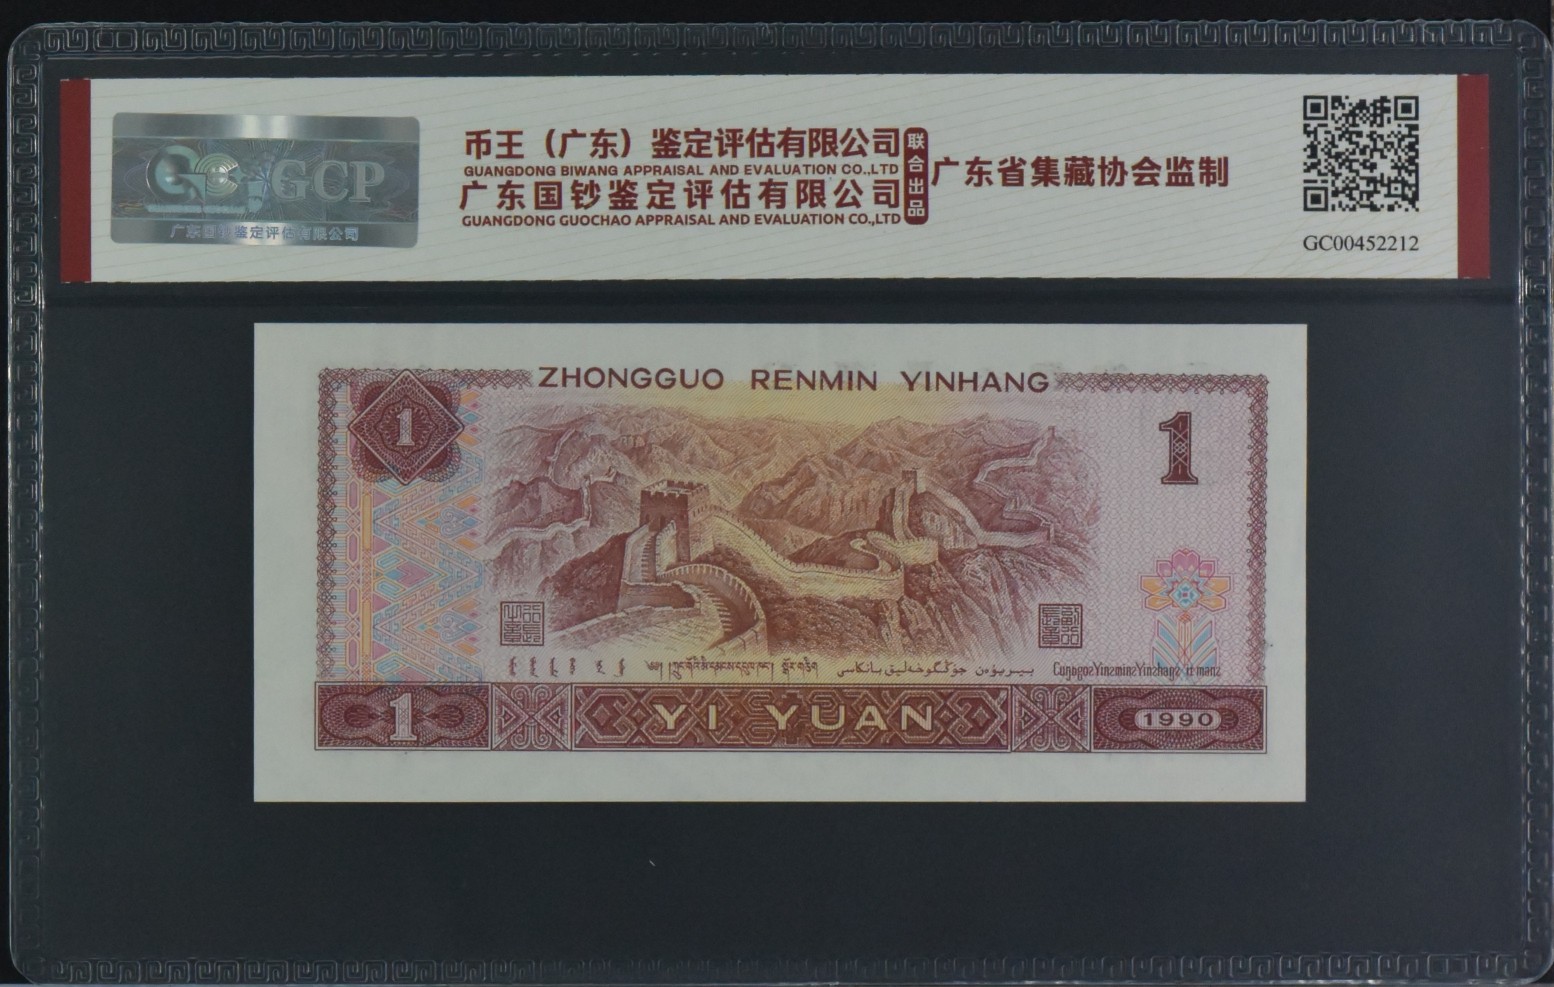 GCP
广东国钞鉴定评估有限公司
币王（广东）鉴定评估有限公司
GUANGDONG BIWANG APPRAISAL AND EVALUATION CO.,LTD
广东国钞鉴定评估有限公司
GUANGDONG GUOCHAO APPRAISAL AND EVALUATION CO.,LTD
联合出品
广东省集藏协会监制
GC00452212
ZHONGGUO RENMIN YINHANG
1
1
1
YI YUAN
1990